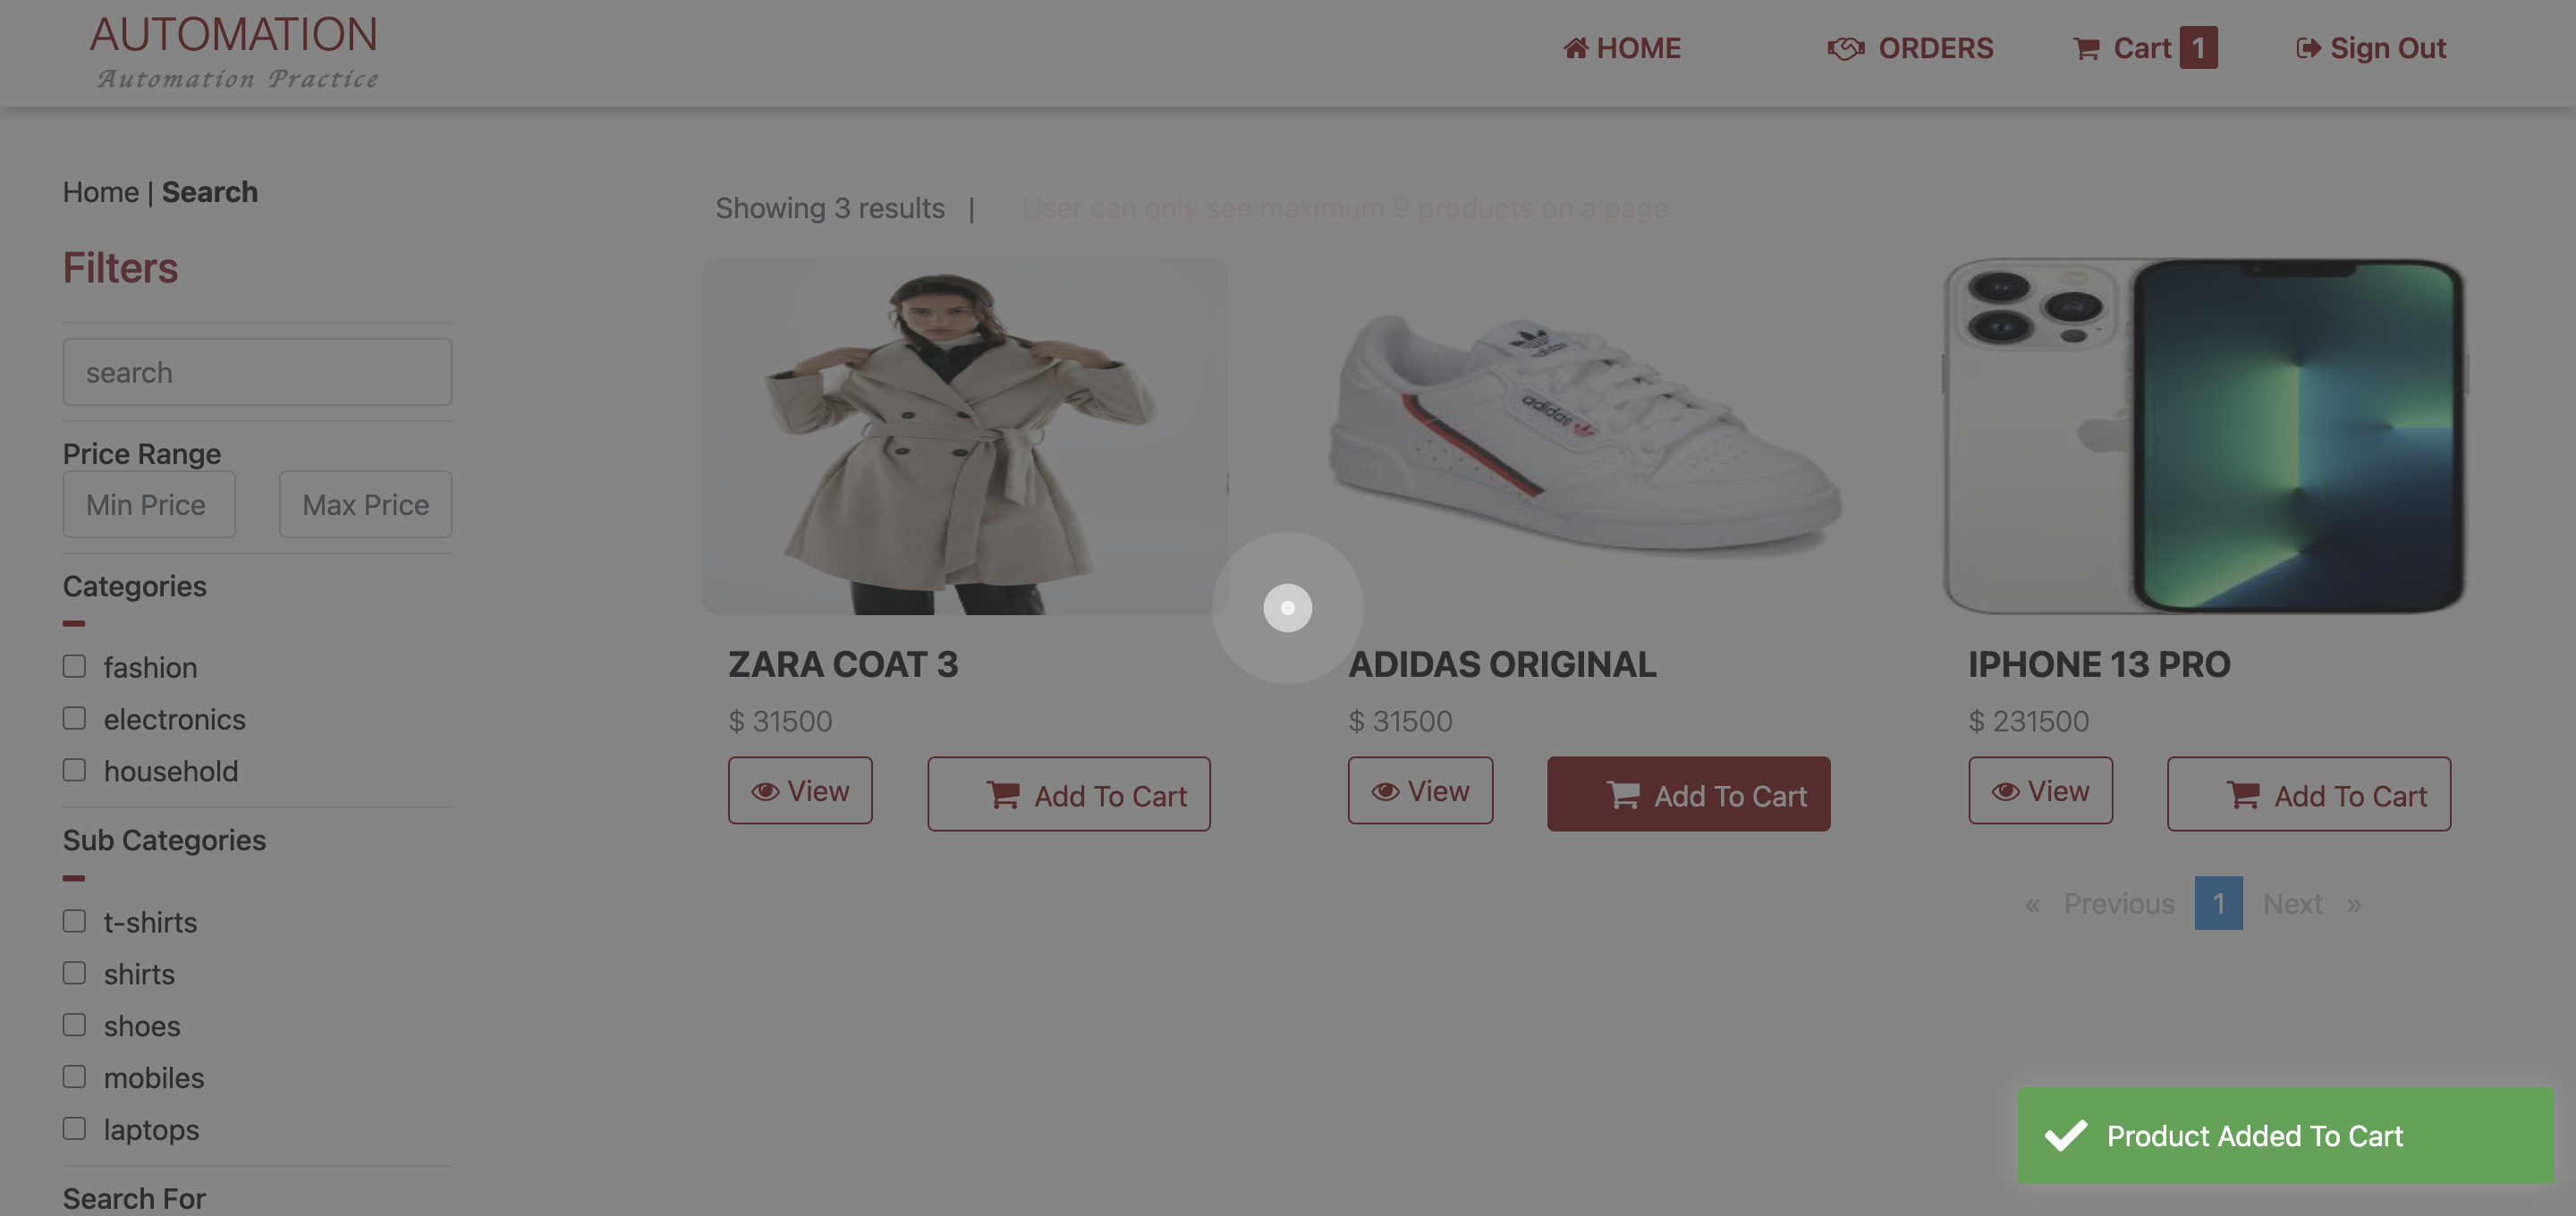 AUTOMATION
Automation Practice
HOME
ORDERS
Cart 1
Sign Out
Home | Search
Filters
search
Price Range
Min Price
Max Price
Categories
fashion
electronics
household
Sub Categories
t-shirts
shirts
shoes
mobiles
laptops
Search For
Showing 3 results |
User can only see maximum 9 products on a page
adidas
adidas
ZARA COAT 3
$ 31500
View
Add To Cart
ADIDAS ORIGINAL
$ 31500
View
Add To Cart
IPHONE 13 PRO
$ 231500
View
Add To Cart
« Previous 1 Next »
Product Added To Cart